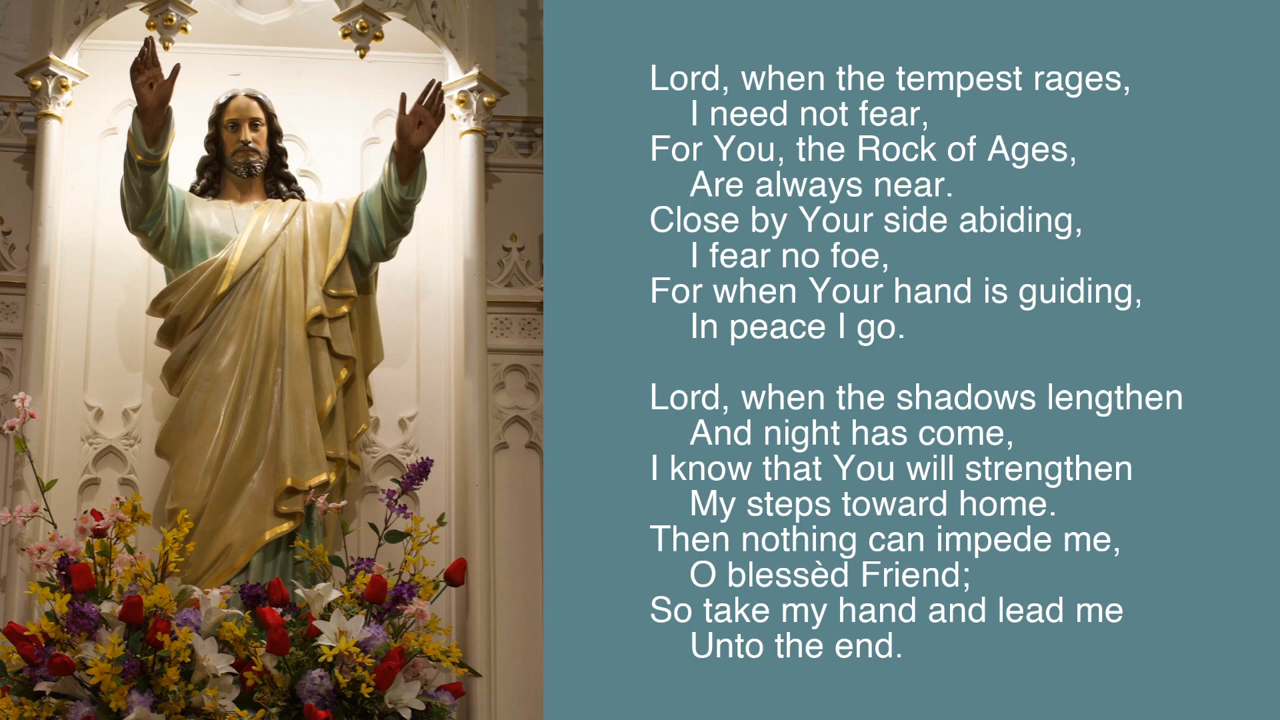 Lord, when the tempest rages,
I need not fear,
For You, the Rock of Ages,
Are always near.
Close by Your side abiding,
I fear no foe,
For when Your hand is guiding,
In peace I go.

Lord, when the shadows lengthen
And night has come,
I know that You will strengthen
My steps toward home.
Then nothing can impede me,
O blessèd Friend;
So take my hand and lead me
Unto the end.